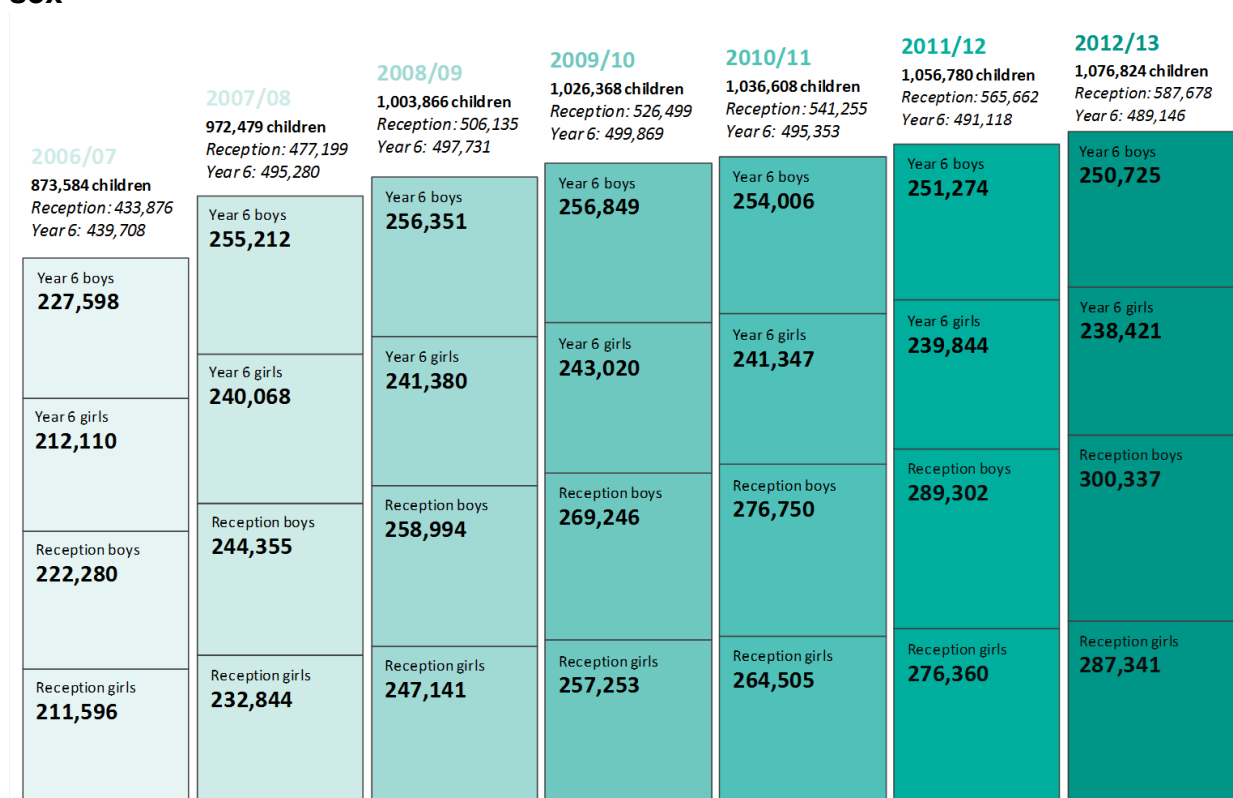 sex
2006/07
873,584 children
Reception: 433,876
Year 6: 439,708
Year 6 boys
227,598
Year 6 girls
212,110
Reception boys
222,280
Reception girls
211,596
2007/08
972,479 children
Reception: 477,199
Year 6: 495,280
Year 6 boys
255,212
Year 6 girls
240,068
Reception boys
244,355
Reception girls
232,844
2008/09
1,003,866 children
Reception: 506,135
Year 6: 497,731
Year 6 boys
256,351
Year 6 girls
241,380
Reception boys
258,994
Reception girls
247,141
2009/10
1,026,368 children
Reception: 526,499
Year 6: 499,869
Year 6 boys
256,849
Year 6 girls
243,020
Reception boys
269,246
Reception girls
257,253
2010/11
1,036,608 children
Reception: 541,255
Year 6: 495,353
Year 6 boys
254,006
Year 6 girls
241,347
Reception boys
276,750
Reception girls
264,505
2011/12
1,056,780 children
Reception: 565,662
Year 6: 491,118
Year 6 boys
251,274
Year 6 girls
239,844
Reception boys
289,302
Reception girls
276,360
2012/13
1,076,824 children
Reception: 587,678
Year 6: 489,146
Year 6 boys
250,725
Year 6 girls
238,421
Reception boys
300,337
Reception girls
287,341